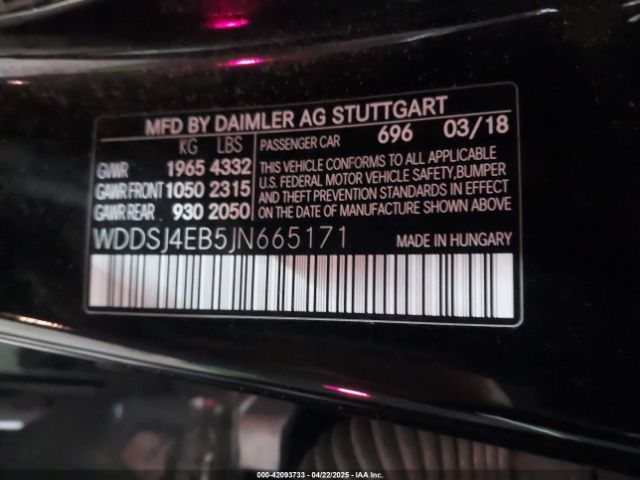 MFD BY DAIMLER AG STUTTGART
KG LBS
GVWR 1965 4332
GAWR FRONT 1050 2315
GAWR REAR 930 2050
PASSENGER CAR 696 03/18
THIS VEHICLE CONFORMS TO ALL APPLICABLE
U.S. FEDERAL MOTOR VEHICLE SAFETY,BUMPER
AND THEFT PREVENTION STANDARDS IN EFFECT
ON THE DATE OF MANUFACTURE SHOWN ABOVE
WDDSJ4EB5JN665171 MADE IN HUNGARY
000-42093733 - 04/22/2025 - IAA Inc.